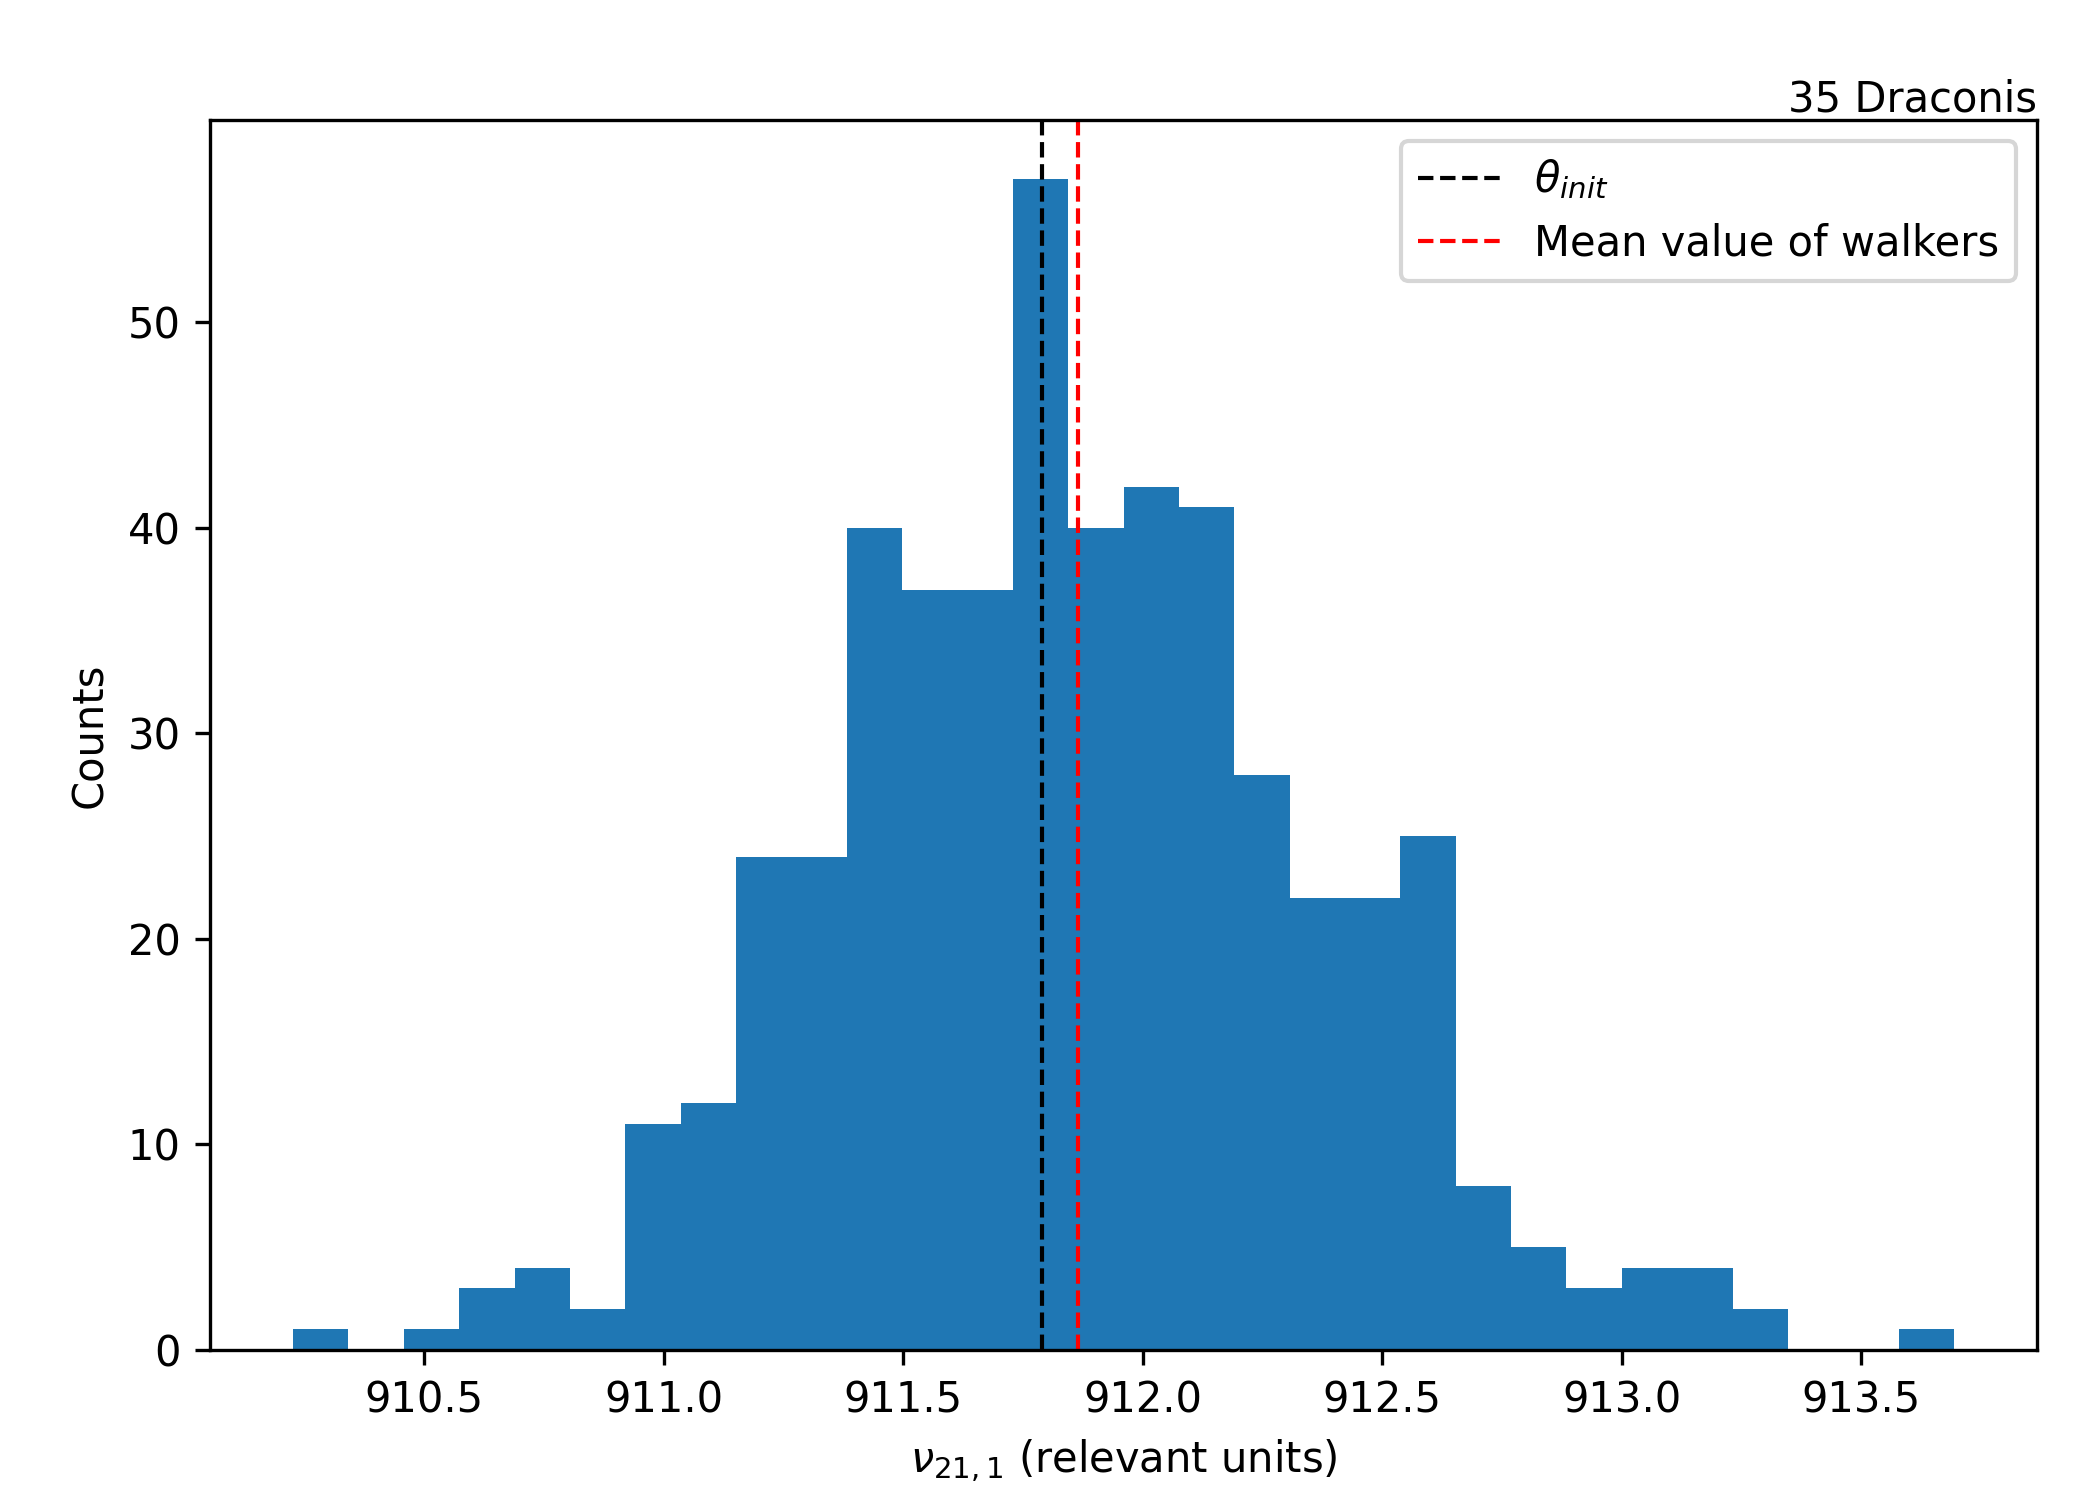 35 Draconis
θinit
Mean value of walkers
50
40
30
20
10
0
Counts
910.5 911.0 911.5 912.0 912.5 913.0 913.5
ν21, 1 (relevant units)